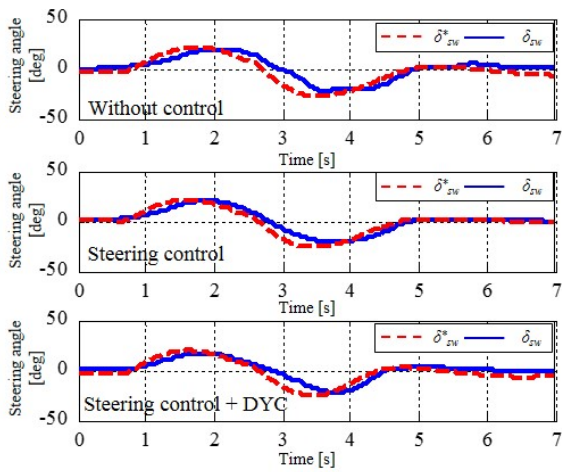 50
δ*sw δsw
Steering angle
[deg]
0
Without control
-50
0 1 2 3 4 5 6 7
Time [s]
50
δ*sw δsw
Steering angle
[deg]
0
Steering control
-50
0 1 2 3 4 5 6 7
Time [s]
50
δ*sw δsw
Steering angle
[deg]
0
Steering control + DYC
-50
0 1 2 3 4 5 6 7
Time [s]